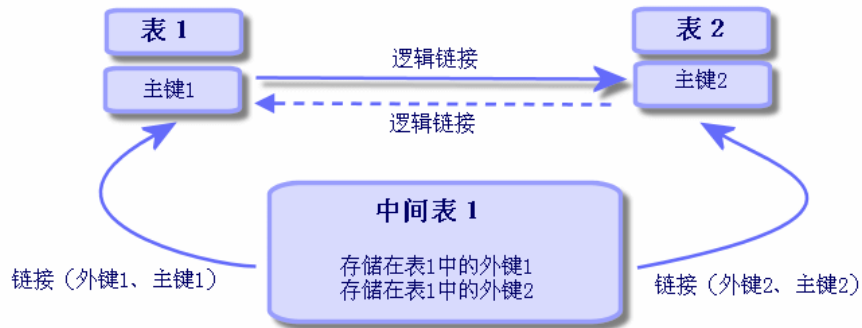 表 1
表 2
主键1
逻辑链接
主键2
逻辑链接
中间表 1
存储在表1中的外键1
存储在表1中的外键2
链接（外键1、主键1）
链接（外键2、主键2）